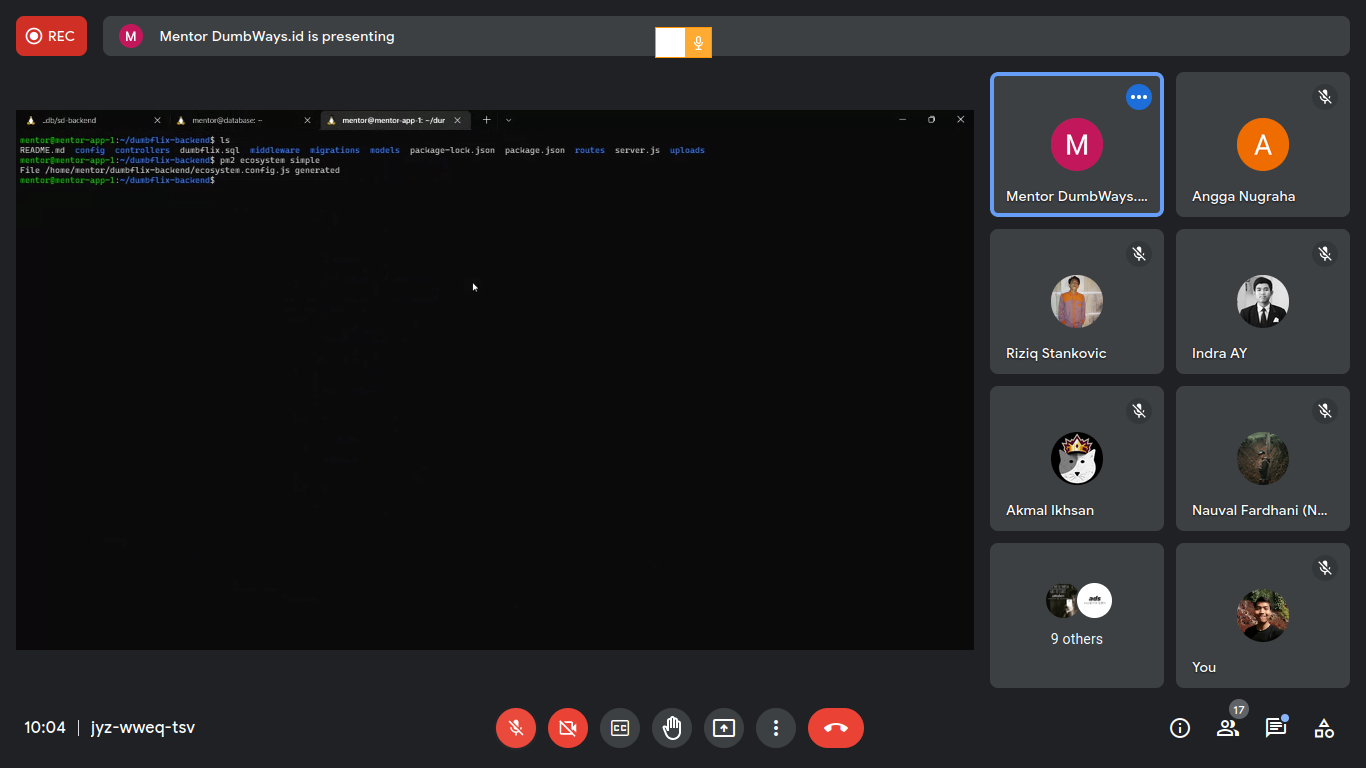 REC
M
Mentor DumbWays.id is presenting
_db/sd-backend
mentor@database: ~
mentor@mentor-app-1: ~/dur
mentor@mentor-app-1:~/dumbflix-backend$ ls
README.md config controllers dumbflix.sql middleware migrations models package-lock.json package.json routes server.js uploads
mentor@mentor-app-1:~/dumbflix-backend$ pm2 ecosystem simple
File /home/mentor/dumbflix-backend/ecosystem.config.js generated
mentor@mentor-app-1:~/dumbflix-backend$
M
Mentor DumbWays....
A
Angga Nugraha
Riziq Stankovic
Indra AY
Akmal Ikhsan
Nauval Fardhani (N...
ads
9 others
You
10:04 | jyz-wweq-tsv
CC
17